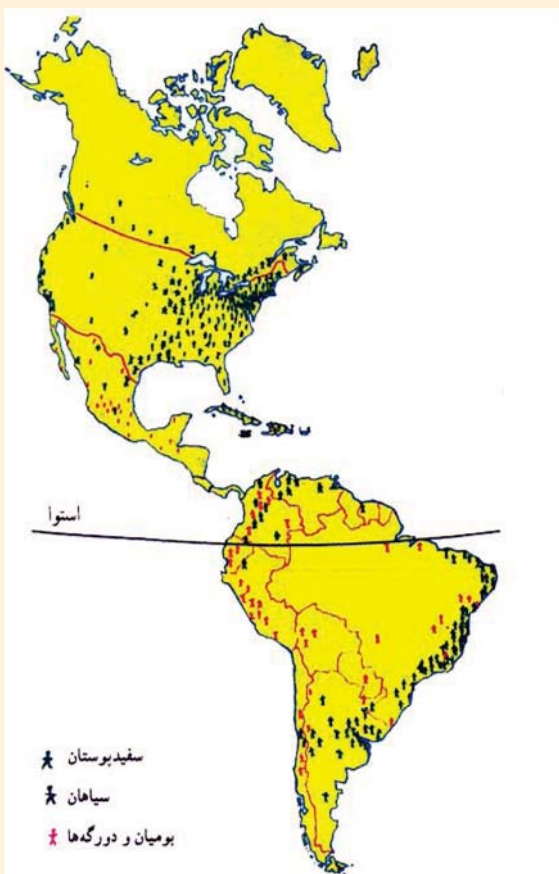 استوا
سفیدپوستان
سیاهان
بومیان و دورگه‌ها